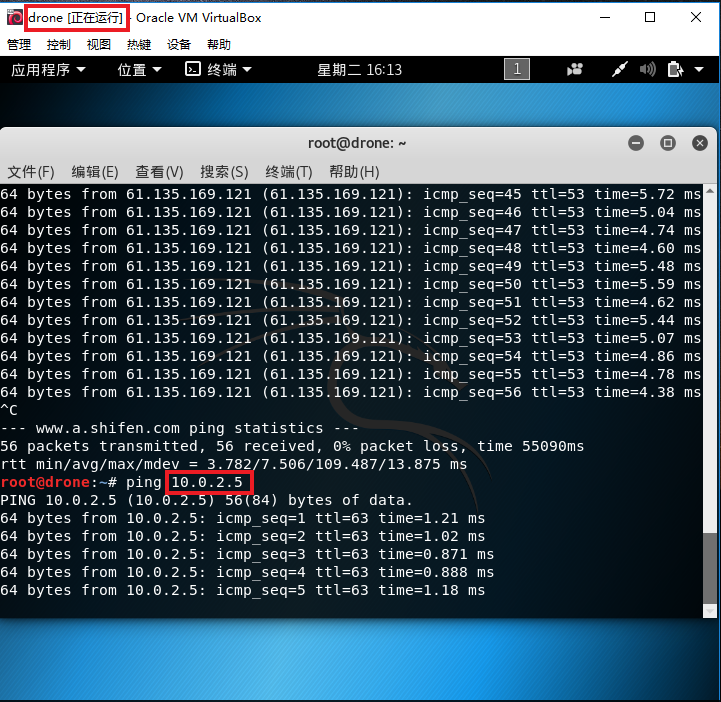 drone [正在运行] - Oracle VM VirtualBox
管理 控制 视图 热键 设备 帮助
应用程序 位置 终端 星期二 16:13 1
root@drone: ~
文件(F) 编辑(E) 查看(V) 搜索(S) 终端(T) 帮助(H)
64 bytes from 61.135.169.121 (61.135.169.121): icmp_seq=45 ttl=53 time=5.72 ms
64 bytes from 61.135.169.121 (61.135.169.121): icmp_seq=46 ttl=53 time=5.04 ms
64 bytes from 61.135.169.121 (61.135.169.121): icmp_seq=47 ttl=53 time=4.74 ms
64 bytes from 61.135.169.121 (61.135.169.121): icmp_seq=48 ttl=53 time=4.60 ms
64 bytes from 61.135.169.121 (61.135.169.121): icmp_seq=49 ttl=53 time=5.48 ms
64 bytes from 61.135.169.121 (61.135.169.121): icmp_seq=50 ttl=53 time=5.59 ms
64 bytes from 61.135.169.121 (61.135.169.121): icmp_seq=51 ttl=53 time=4.62 ms
64 bytes from 61.135.169.121 (61.135.169.121): icmp_seq=52 ttl=53 time=5.44 ms
64 bytes from 61.135.169.121 (61.135.169.121): icmp_seq=53 ttl=53 time=5.07 ms
64 bytes from 61.135.169.121 (61.135.169.121): icmp_seq=54 ttl=53 time=4.86 ms
64 bytes from 61.135.169.121 (61.135.169.121): icmp_seq=55 ttl=53 time=4.78 ms
64 bytes from 61.135.169.121 (61.135.169.121): icmp_seq=56 ttl=53 time=4.38 ms
^C
--- www.a.shifen.com ping statistics ---
56 packets transmitted, 56 received, 0% packet loss, time 55090ms
rtt min/avg/max/mdev = 3.782/7.506/109.487/13.875 ms
root@drone:~# ping 10.0.2.5
PING 10.0.2.5 (10.0.2.5) 56(84) bytes of data.
64 bytes from 10.0.2.5: icmp_seq=1 ttl=63 time=1.21 ms
64 bytes from 10.0.2.5: icmp_seq=2 ttl=63 time=1.02 ms
64 bytes from 10.0.2.5: icmp_seq=3 ttl=63 time=0.871 ms
64 bytes from 10.0.2.5: icmp_seq=4 ttl=63 time=0.888 ms
64 bytes from 10.0.2.5: icmp_seq=5 ttl=63 time=1.18 ms